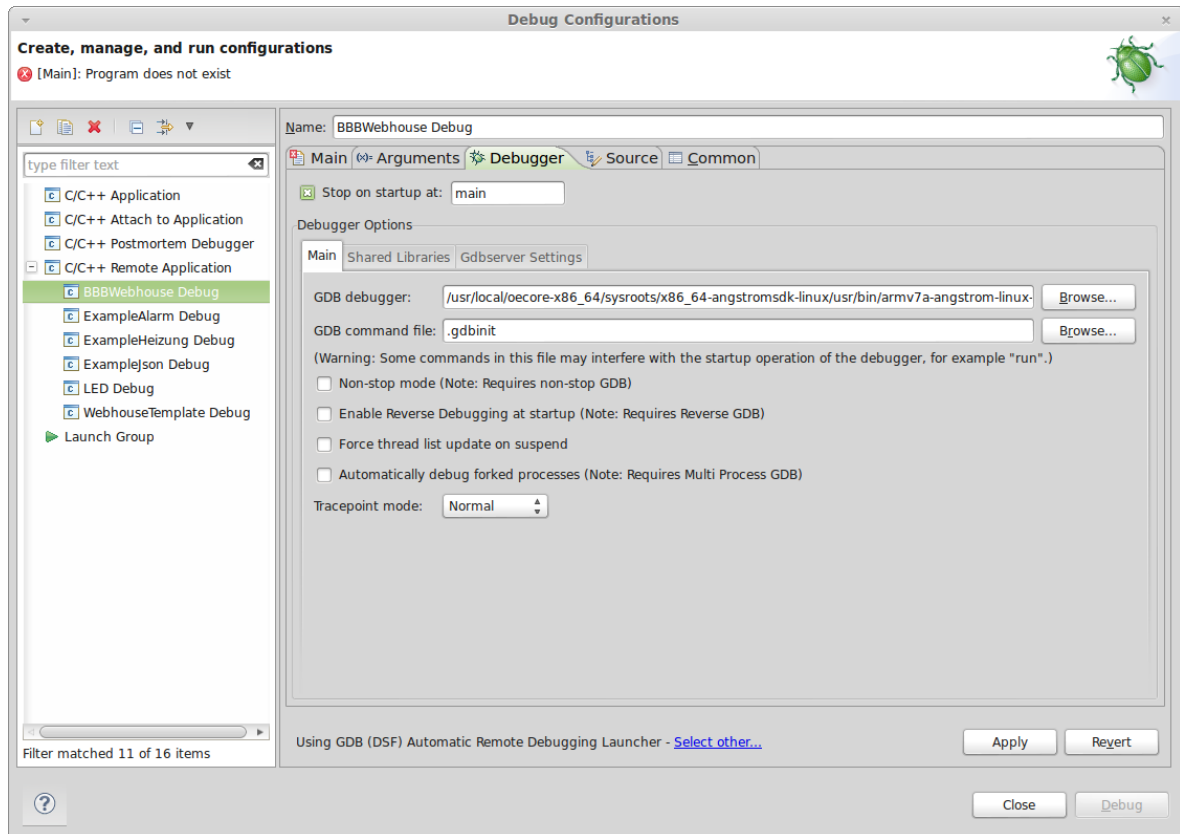 Debug Configurations
Create, manage, and run configurations
[Main]: Program does not exist
Name: BBBWebhouse Debug
type filter text
C/C++ Application
C/C++ Attach to Application
C/C++ Postmortem Debugger
C/C++ Remote Application
BBBWebhouse Debug
ExampleAlarm Debug
ExampleHeizung Debug
ExampleJson Debug
LED Debug
WebhouseTemplate Debug
Launch Group
Filter matched 11 of 16 items
Main (x)= Arguments Debugger Source Common
Stop on startup at: main
Debugger Options
Main Shared Libraries Gdbserver Settings
GDB debugger: /usr/local/oecore-x86_64/sysroots/x86_64-angstromsdk-linux/usr/bin/armv7a-angstrom-linux- Browse...
GDB command file: .gdbinit Browse...
(Warning: Some commands in this file may interfere with the startup operation of the debugger, for example "run".)
Non-stop mode (Note: Requires non-stop GDB)
Enable Reverse Debugging at startup (Note: Requires Reverse GDB)
Force thread list update on suspend
Automatically debug forked processes (Note: Requires Multi Process GDB)
Tracepoint mode: Normal
Using GDB (DSF) Automatic Remote Debugging Launcher - Select other...
Apply Revert
? Close Debug